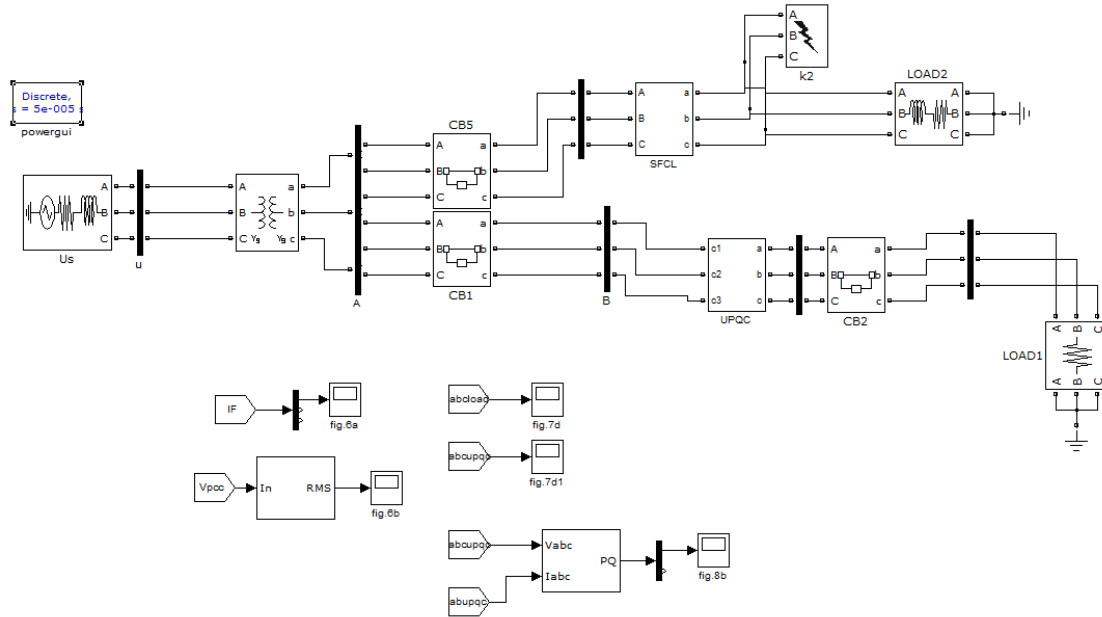 A
B
C
k2
LOAD2
Discrete,
s = 5e-005 s
powergui
A
B
C
A
B
C
CB5
A
B
C
a
b
c
A
B
C
a
b
c
SFCL
A
B
C
Us
u
A
B
C
a
b
c
Yg
Yg
A
A
B
C
a
b
c
CB1
B
c1
c2
c3
a
b
c
UPQC
A
B
C
a
b
c
CB2
LOAD1
A
B
C
A
B
C
IF
fig.6a
abcload
fig.7d
abcupqc
fig.7d1
Vpcc
In
RMS
fig.6b
abcupqc
Vabc
PQ
Iabc
abupqc
fig.8b